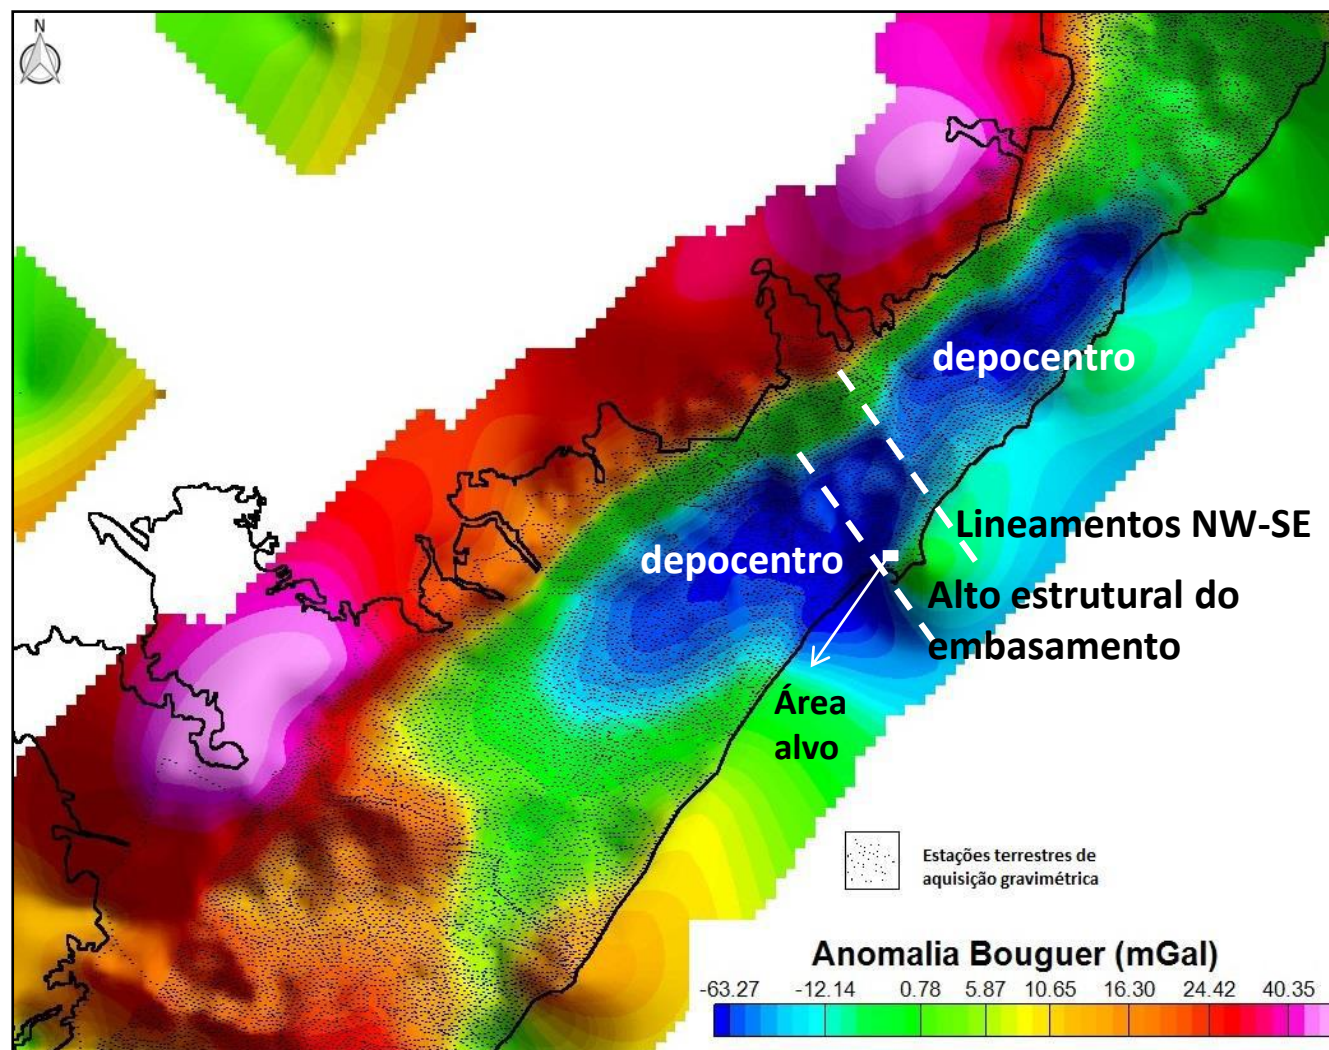 N
depocentro
Lineamentos NW-SE
depocentro
Alto estrutural do
embasamento
Área
alvo
Estações terrestres de
aquisição gravimétrica
Anomalia Bouguer (mGal)
-63.27 -12.14 0.78 5.87 10.65 16.30 24.42 40.35